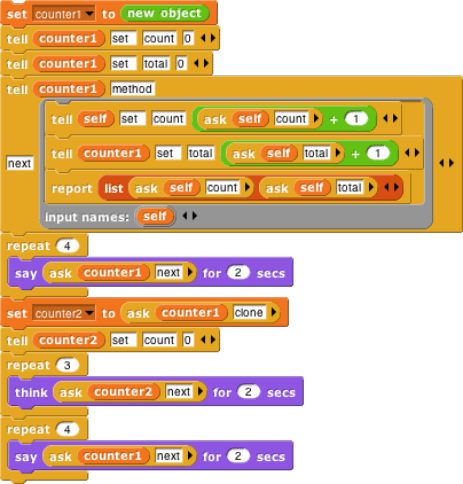 set counter1 to new object
tell counter1 set count 0
tell counter1 set total 0
tell counter1 method
tell self set count ask self count + 1
tell counter1 set total ask self total + 1
next
report list ask self count ask self total
input names: self
repeat 4
say ask counter1 next for 2 secs
set counter2 to ask counter1 clone
tell counter2 set count 0
repeat 3
think ask counter2 next for 2 secs
repeat 4
say ask counter1 next for 2 secs